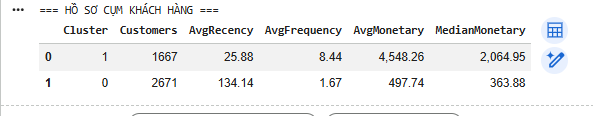 === HỒ SƠ CỤM KHÁCH HÀNG ===
Cluster Customers AvgRecency AvgFrequency AvgMonetary MedianMonetary
0 1 1667 25.88 8.44 4,548.26 2,064.95
1 0 2671 134.14 1.67 497.74 363.88